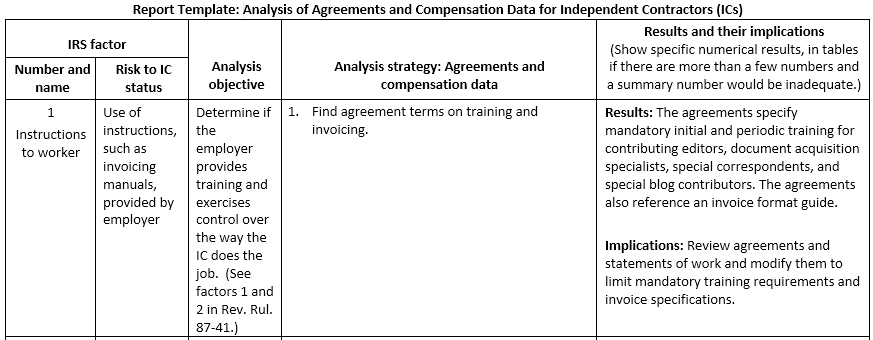 Report Template: Analysis of Agreements and Compensation Data for Independent Contractors (ICs)
IRS factor
Number and
name
Risk to IC
status
Analysis
objective
Analysis strategy: Agreements and
compensation data
Results and their implications
(Show specific numerical results, in tables
if there are more than a few numbers and
a summary number would be inadequate.)
1
Instructions
to worker
Use of
instructions,
such as
invoicing
manuals,
provided by
employer
Determine if
the
employer
provides
training and
exercises
control over
the way the
IC does the
job. (See
factors 1 and
2 in Rev. Rul.
87-41.)
1. Find agreement terms on training and
invoicing.
Results: The agreements specify
mandatory initial and periodic training for
contributing editors, document acquisition
specialists, special correspondents, and
special blog contributors. The agreements
also reference an invoice format guide.
Implications: Review agreements and
statements of work and modify them to
limit mandatory training requirements and
invoice specifications.